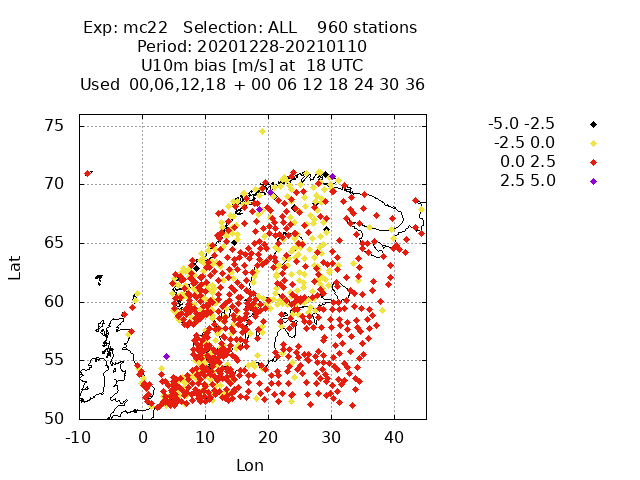 Exp: mc22 Selection: ALL 960 stations
Period: 20201228-20210110
U10m bias [m/s] at 18 UTC
Used 00,06,12,18 + 00 06 12 18 24 30 36
-5.0 -2.5
-2.5 0.0
0.0 2.5
2.5 5.0
75
70
65
60
55
50
Lat
-10 0 10 20 30 40
Lon